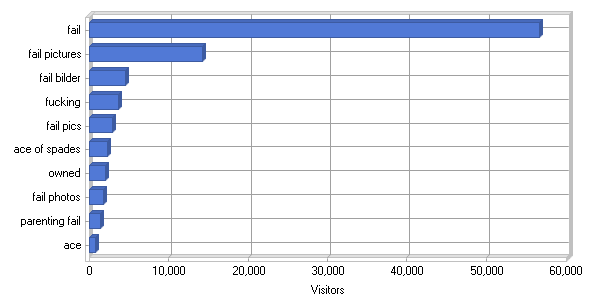 fail
fail pictures
fail bilder
fucking
fail pics
ace of spades
owned
fail photos
parenting fail
ace
0 10,000 20,000 30,000 40,000 50,000 60,000
Visitors